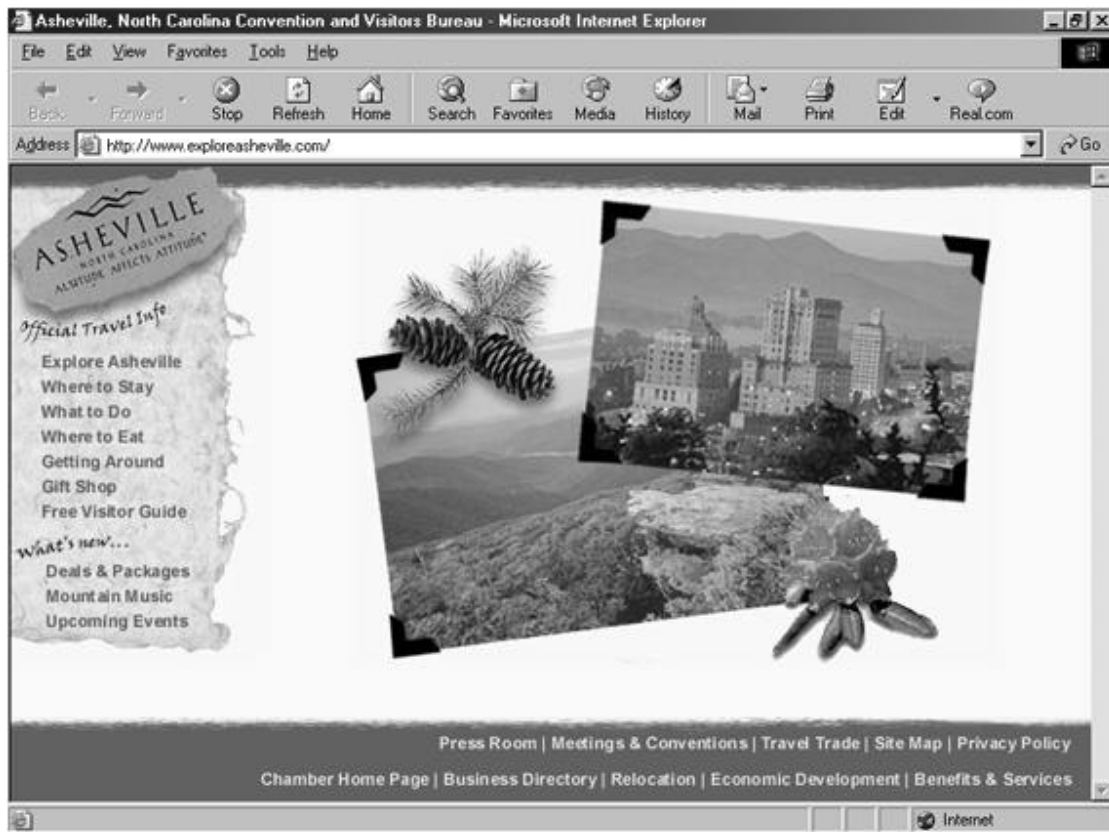 Asheville, North Carolina Convention and Visitors Bureau - Microsoft Internet Explorer
File Edit View Favorites Tools Help
Back Forward Stop Refresh Home Search Favorites Media History Mail Print Edit Real.com
Address http://www.exploreasheville.com/ Go
ASHEVILLE
NORTH CAROLINA
ALTITUDE AFFECTS ATTITUDE
Official Travel Info
Explore Asheville
Where to Stay
What to Do
Where to Eat
Getting Around
Gift Shop
Free Visitor Guide
What's new...
Deals & Packages
Mountain Music
Upcoming Events
Press Room | Meetings & Conventions | Travel Trade | Site Map | Privacy Policy
Chamber Home Page | Business Directory | Relocation | Economic Development | Benefits & Services
Internet